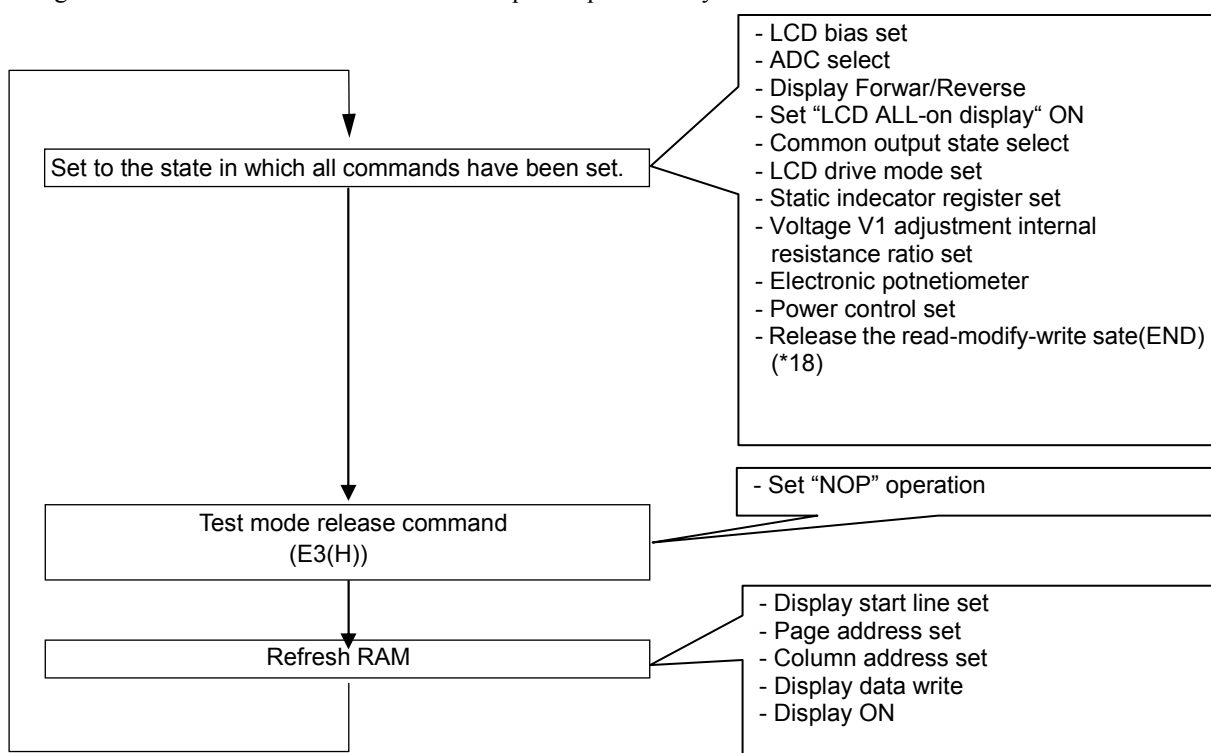 - LCD bias set
- ADC select
- Display Forwar/Reverse
- Set “LCD ALL-on display“ ON
- Common output state select
- LCD drive mode set
- Static indecator register set
- Voltage V1 adjustment internal
resistance ratio set
- Electronic potnetiometer
- Power control set
- Release the read-modify-write sate(END)
(*18)
Set to the state in which all commands have been set.
- Set “NOP” operation
Test mode release command
(E3(H))
- Display start line set
- Page address set
- Column address set
- Display data write
- Display ON
Refresh RAM